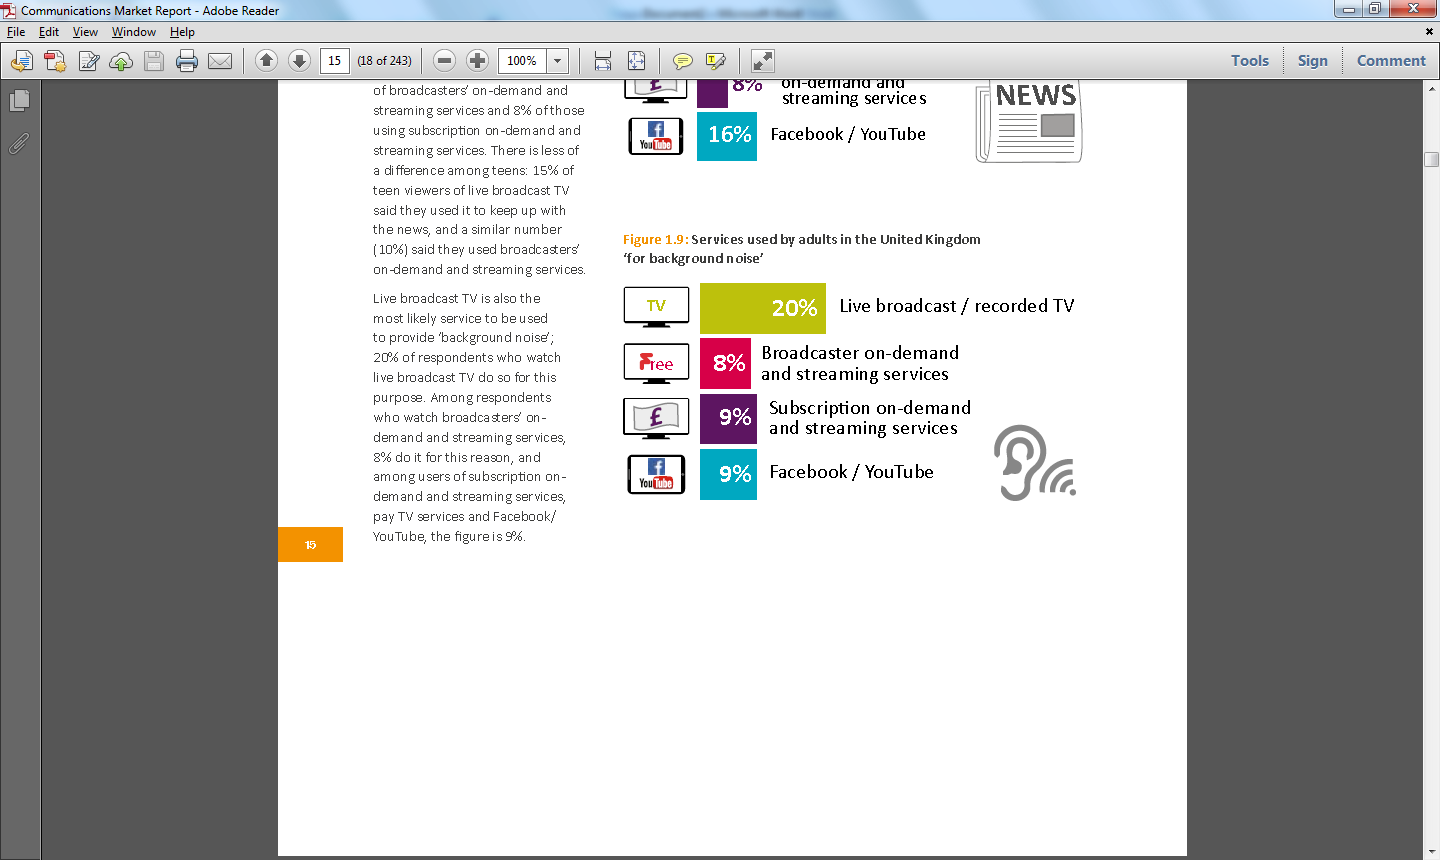 Communications Market Report - Adobe Reader
File Edit View Window Help
15 (18 of 243) 100% Tools Sign Comment
of broadcasters’ on-demand and
streaming services and 8% of those
using subscription on-demand and
streaming services. There is less of
a difference among teens: 15% of
teen viewers of live broadcast TV
said they used it to keep up with
the news, and a similar number
(10%) said they used broadcasters’
on-demand and streaming services.
Live broadcast TV is also the
most likely service to be used
to provide ‘background noise’;
20% of respondents who watch
live broadcast TV do so for this
purpose. Among respondents
who watch broadcasters’ on-
demand and streaming services,
8% do it for this reason, and
among users of subscription on-
demand and streaming services,
pay TV services and Facebook/
YouTube, the figure is 9%.
15
£ 8% on-demand and
streaming services
f YouTube 16% Facebook / YouTube
NEWS
Figure 1.9: Services used by adults in the United Kingdom
‘for background noise’
TV 20% Live broadcast / recorded TV
Free 8% Broadcaster on-demand
and streaming services
£ 9% Subscription on-demand
and streaming services
f YouTube 9% Facebook / YouTube